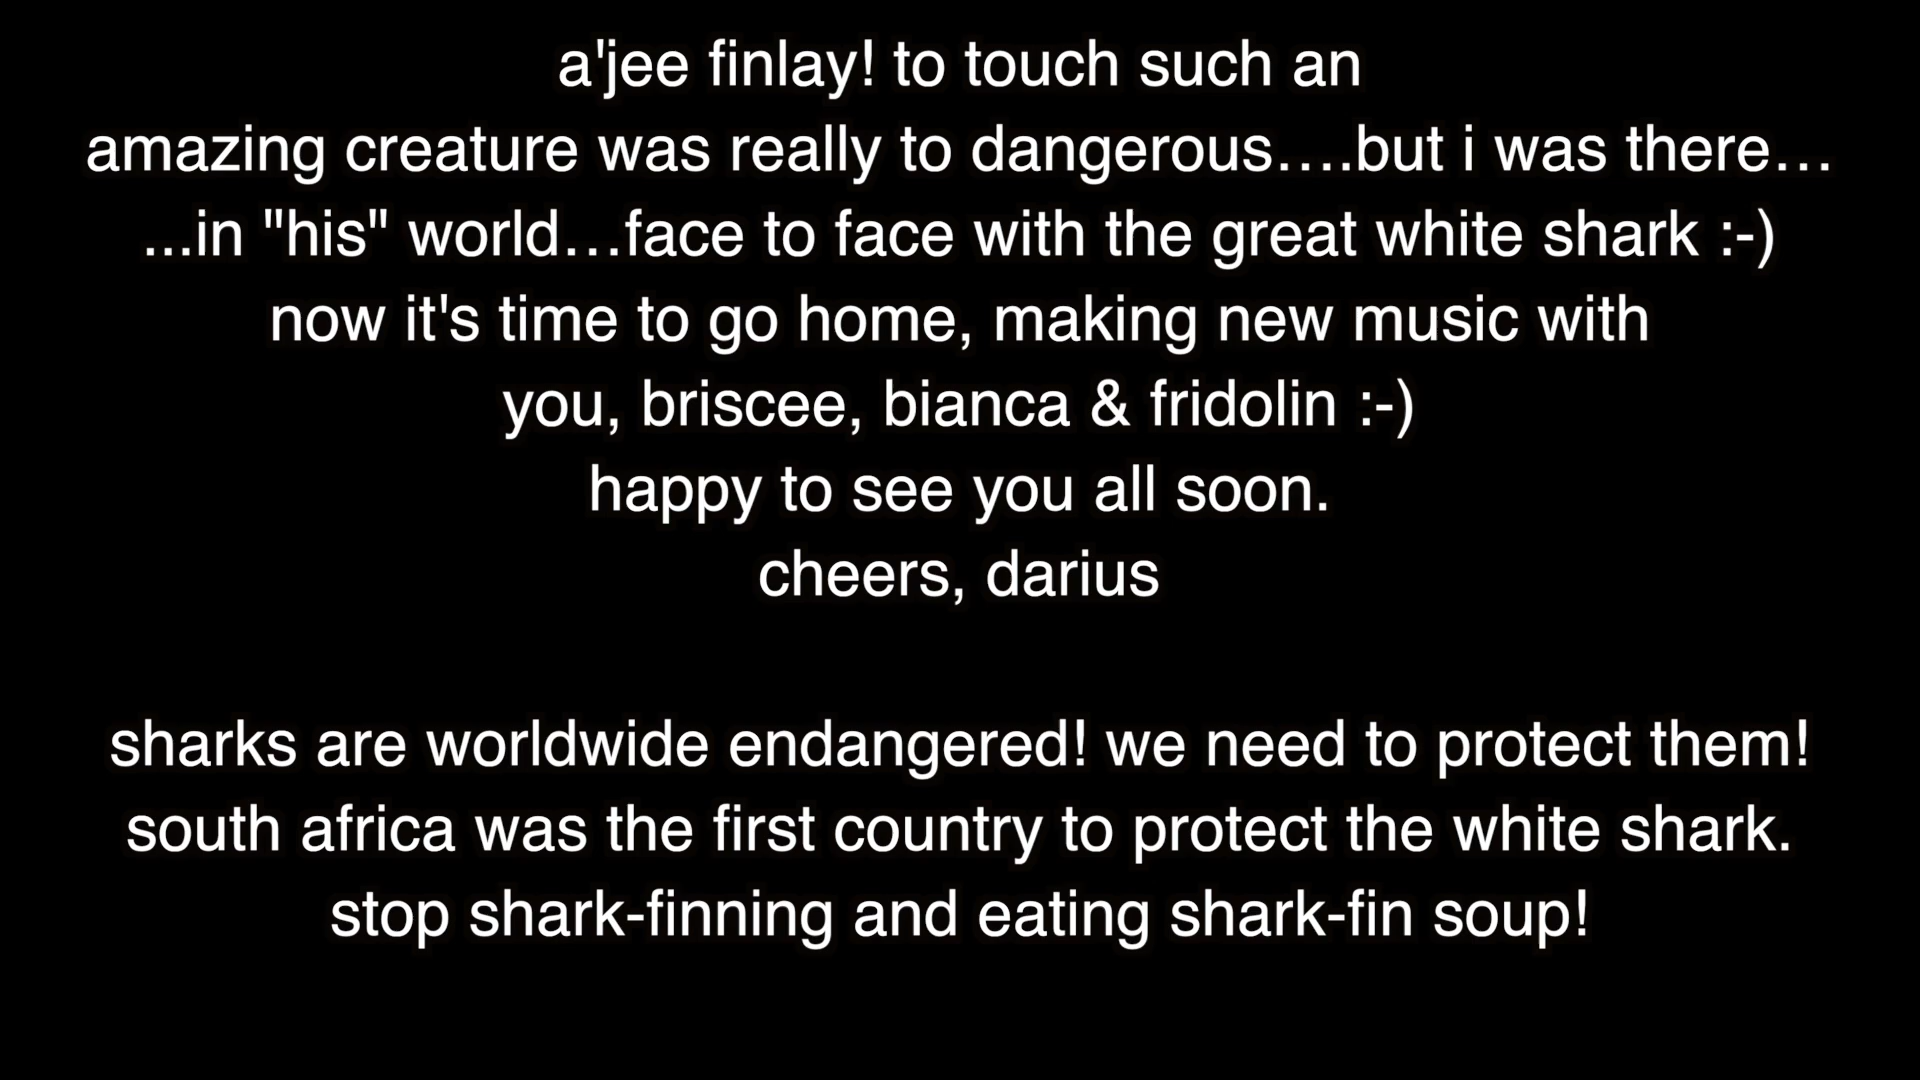 a'jee finlay! to touch such an
amazing creature was really to dangerous….but i was there…
...in "his" world…face to face with the great white shark :-)
now it's time to go home, making new music with
you, briscee, bianca & fridolin :-)
happy to see you all soon.
cheers, darius
sharks are worldwide endangered! we need to protect them!
south africa was the first country to protect the white shark.
stop shark-finning and eating shark-fin soup!